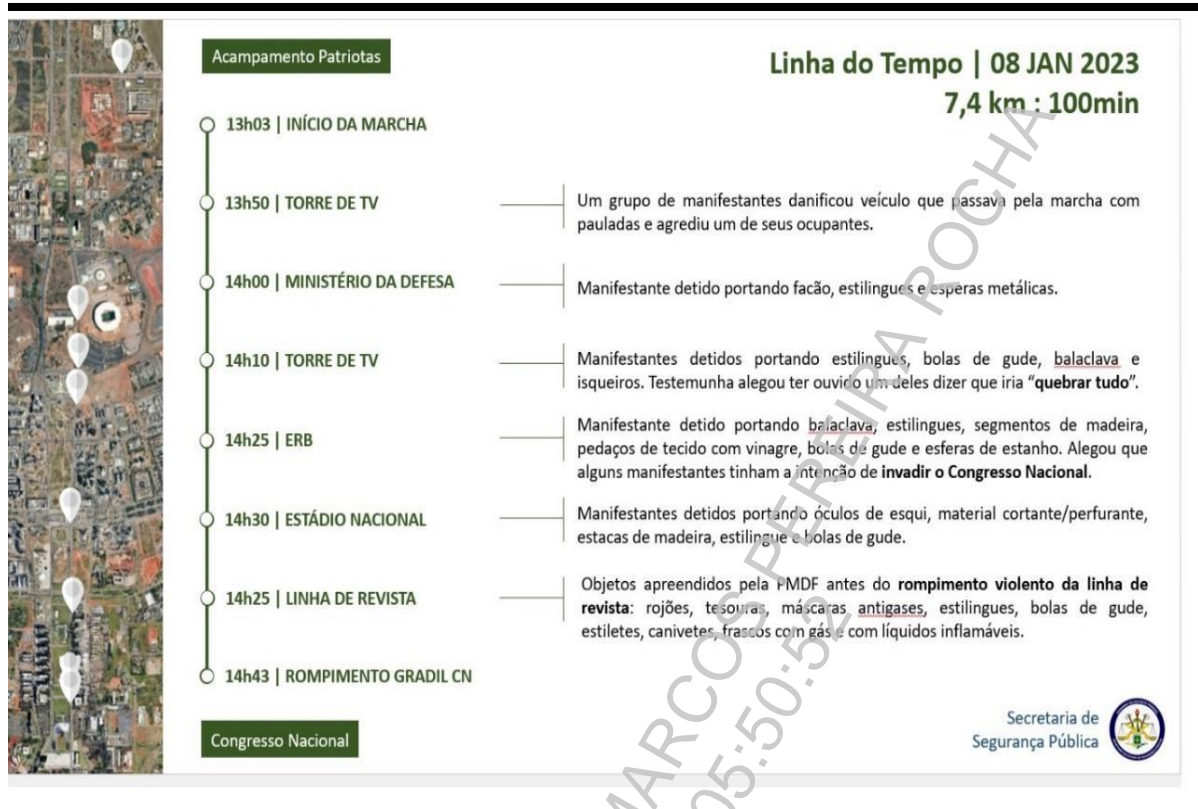 Acampamento Patriotas
Linha do Tempo | 08 JAN 2023
7,4 km : 100min
13h03 | INÍCIO DA MARCHA
13h50 | TORRE DE TV
Um grupo de manifestantes danificou veículo que passava pela marcha com
pauladas e agrediu um de seus ocupantes.
14h00 | MINISTÉRIO DA DEFESA
Manifestante detido portando facão, estilingues e esperas metálicas.
14h10 | TORRE DE TV
Manifestantes detidos portando estilingues, bolas de gude, balaclava e
isqueiros. Testemunha alegou ter ouvido um deles dizer que iria “quebrar tudo”.
14h25 | ERB
Manifestante detido portando balaclava, estilingues, segmentos de madeira,
pedaços de tecido com vinagre, bolas de gude e esferas de estanho. Alegou que
alguns manifestantes tinham a intenção de invadir o Congresso Nacional.
14h30 | ESTÁDIO NACIONAL
Manifestantes detidos portando óculos de esqui, material cortante/perfurante,
estacas de madeira, estilingue e bolas de gude.
14h25 | LINHA DE REVISTA
Objetos apreendidos pela PMDF antes do rompimento violento da linha de
revista: rojões, tesouras, máscaras antigases, estilingues, bolas de gude,
estiletes, canivetes, frascos com gás e com líquidos inflamáveis.
14h43 | ROMPIMENTO GRADIL CN
Congresso Nacional
Secretaria de
Segurança Pública
MARCOS PEREIRA ROCHA
05:50:52